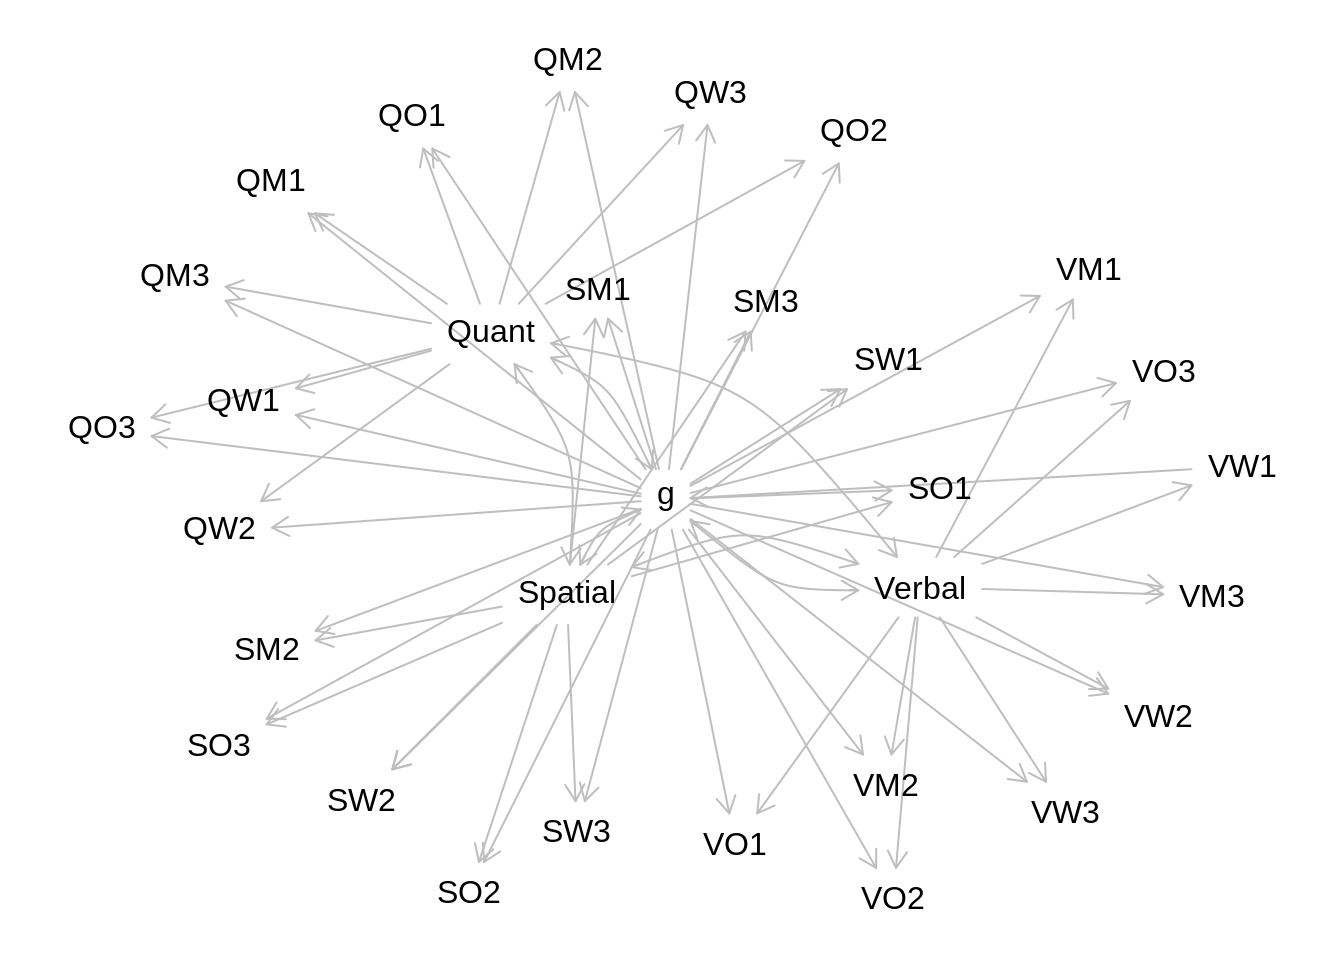 QM2
QW3
QO1
QO2
QM1
VM1
QM3
SM1
SM3
Quant
SW1
VO3
QW1
QO3
VW1
SO1
g
QW2
Spatial
Verbal
VM3
SM2
VW2
SO3
VM2
SW2
VW3
SW3
VO1
SO2
VO2